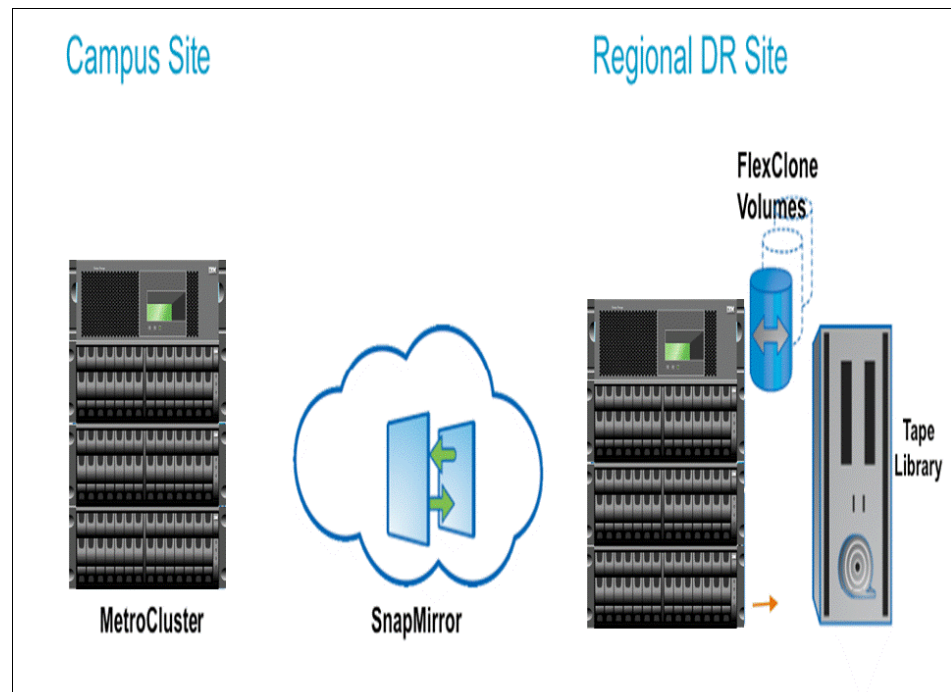 Campus Site
Regional DR Site
FlexClone
Volumes
Tape
Library
MetroCluster
SnapMirror